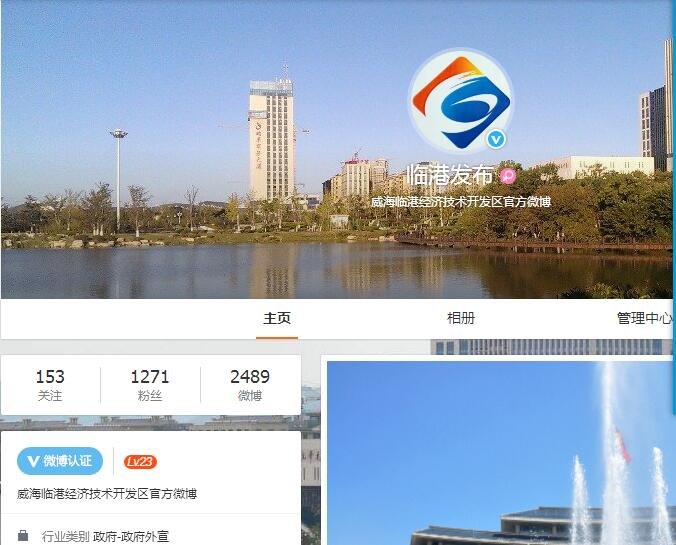 临港发布
威海临港经济技术开发区官方微博
主页 相册 管理中心
153 1271 2489
关注 粉丝 微博
微博认证 Lv.23
威海临港经济技术开发区官方微博
行业类别 政府-政府外宣